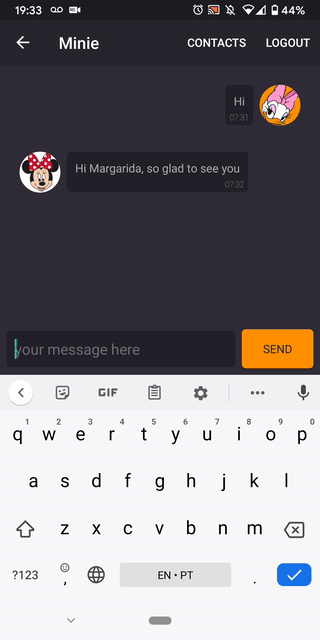 19:33
44%
Minie
CONTACTS
LOGOUT
Hi
07:31
Hi Margarida, so glad to see you
07:32
your message here
SEND
GIF
1 2 3 4 5 6 7 8 9 0
q w e r t y u i o p
a s d f g h j k l
z x c v b n m
?123
,
EN • PT
.